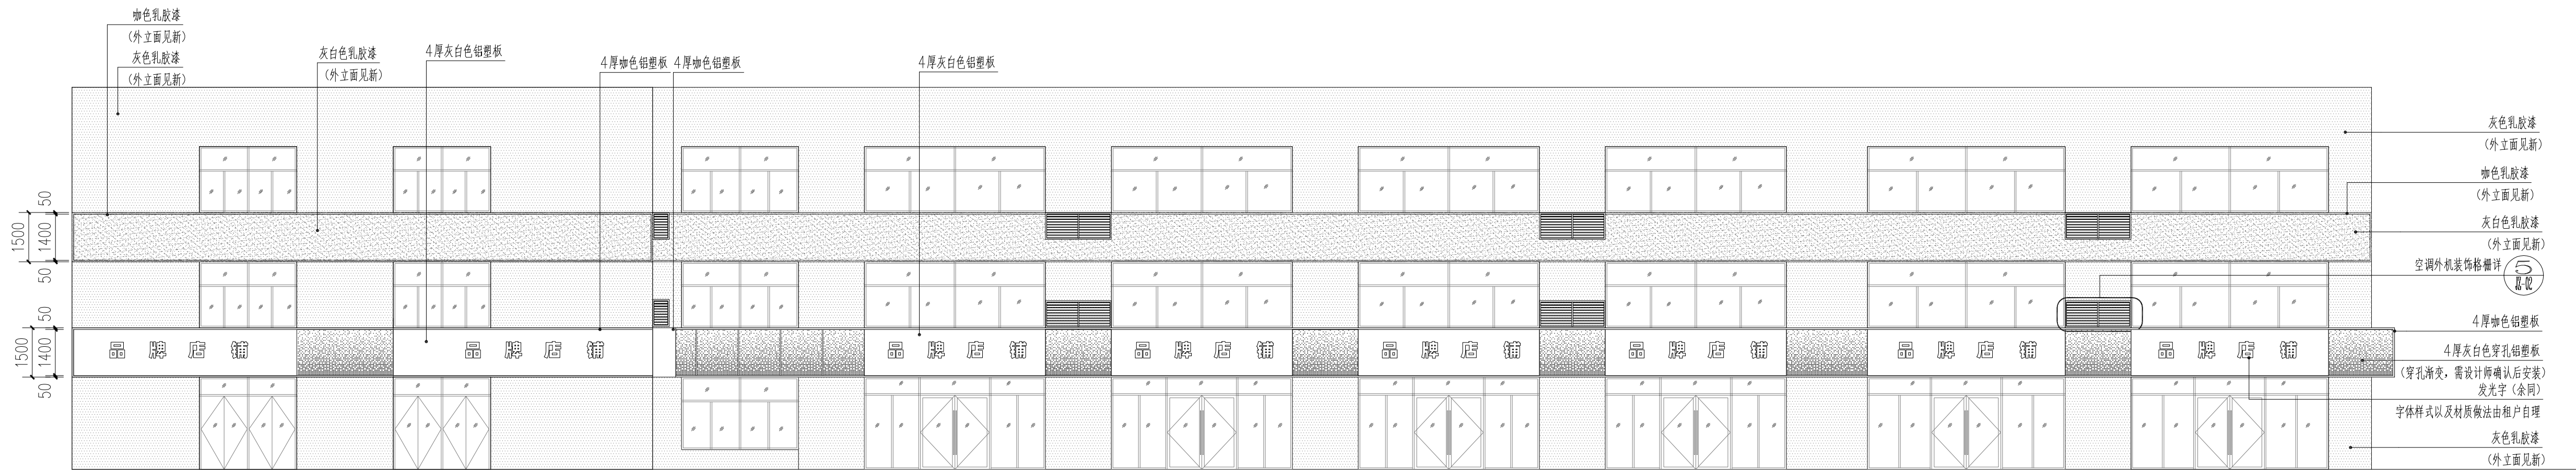 咖色乳胶漆
（外立面见新）
灰色乳胶漆
（外立面见新）
灰白色乳胶漆
（外立面见新）
4厚灰白色铝塑板
4厚咖色铝塑板
4厚咖色铝塑板
4厚灰白色铝塑板
灰色乳胶漆
（外立面见新）
咖色乳胶漆
（外立面见新）
灰白色乳胶漆
（外立面见新）
空调外机装饰格栅详
5
4厚咖色铝塑板
4厚灰白色穿孔铝塑板
（穿孔渐变，需设计师确认后安装）
发光字（余同）
字体样式以及材质做法由租户自理
灰色乳胶漆
（外立面见新）
50
1500
1400
50
50
1500
1400
50
品牌店铺
品牌店铺
品牌店铺
品牌店铺
品牌店铺
品牌店铺
品牌店铺
品牌店铺